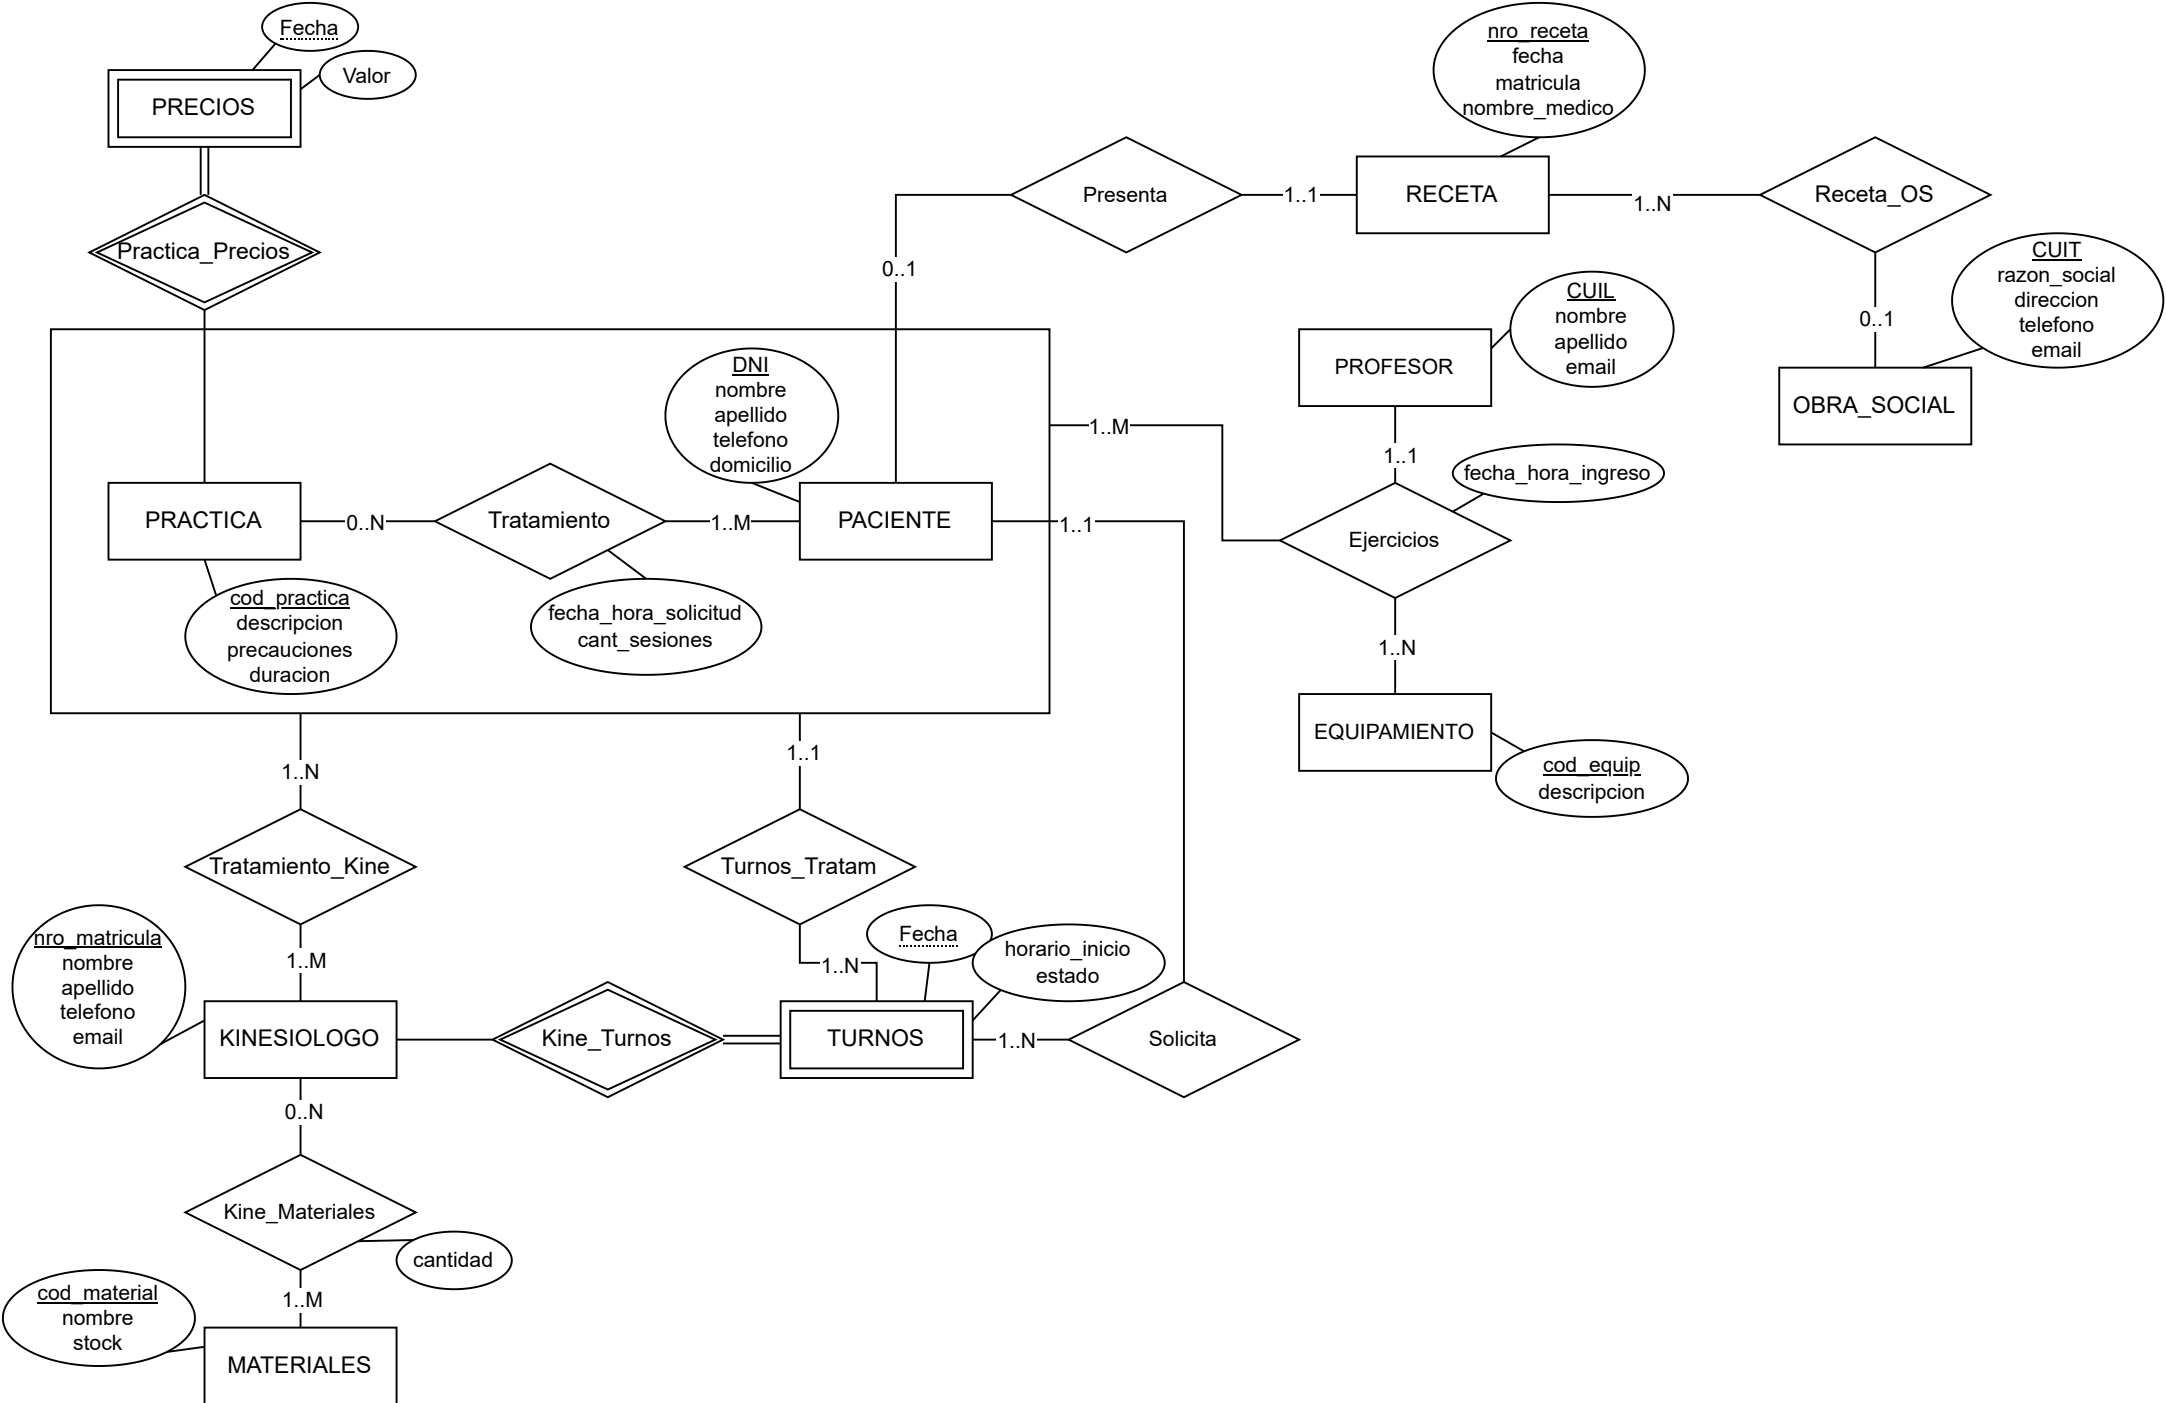 Fecha
Valor
PRECIOS
Practica_Precios
nro_receta
fecha
matricula
nombre_medico
Presenta
1..1
RECETA
1..N
Receta_OS
0..1
CUIT
razon_social
direccion
telefono
email
0..1
OBRA_SOCIAL
CUIL
nombre
apellido
email
PROFESOR
1..1
fecha_hora_ingreso
1..M
Ejercicios
1..N
EQUIPAMIENTO
cod_equip
descripcion
DNI
nombre
apellido
telefono
domicilio
PRACTICA
0..N
Tratamiento
1..M
PACIENTE
1..1
cod_practica
descripcion
precauciones
duracion
fecha_hora_solicitud
cant_sesiones
1..N
1..1
Tratamiento_Kine
Turnos_Tratam
1..M
1..N
nro_matricula
nombre
apellido
telefono
email
Fecha
horario_inicio
estado
KINESIOLOGO
Kine_Turnos
TURNOS
1..N
Solicita
0..N
Kine_Materiales
cantidad
1..M
cod_material
nombre
stock
MATERIALES